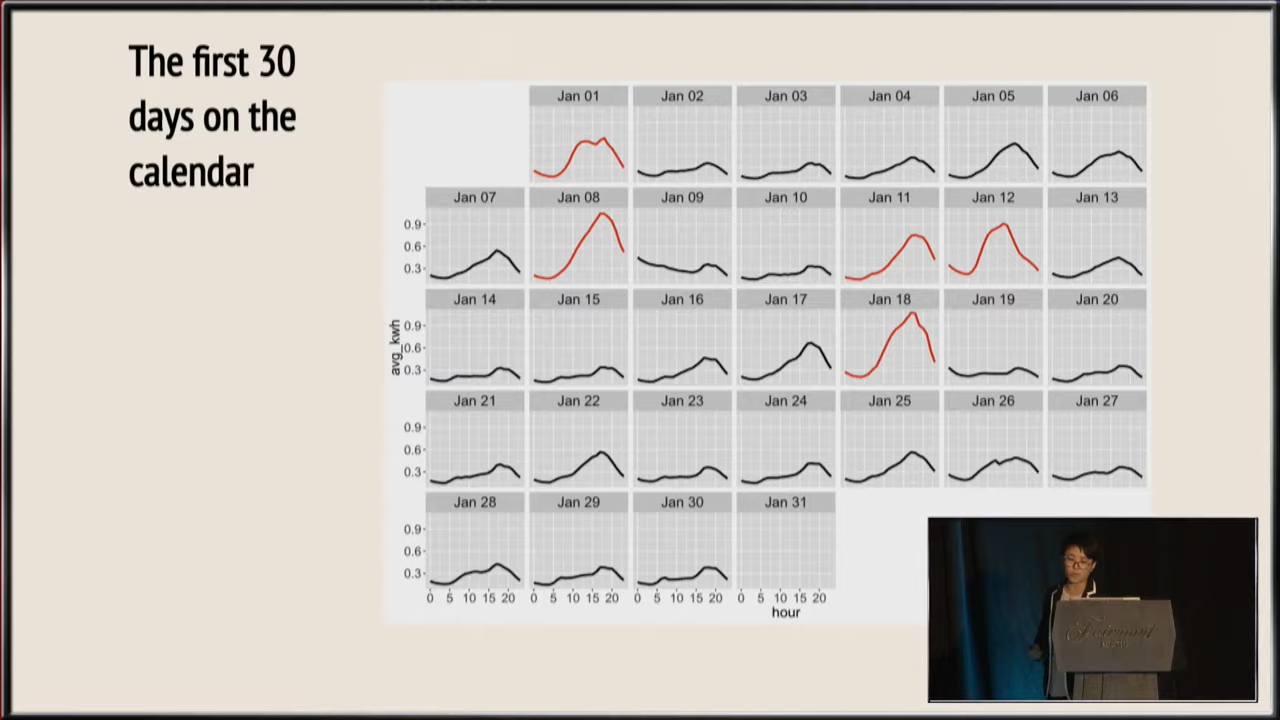 The first 30
days on the
calendar
Jan 01 Jan 02 Jan 03 Jan 04 Jan 05 Jan 06
Jan 07 Jan 08 Jan 09 Jan 10 Jan 11 Jan 12 Jan 13
0.9
0.6
0.3
Jan 14 Jan 15 Jan 16 Jan 17 Jan 18 Jan 19 Jan 20
0.9
0.6
0.3
avg_kwh
Jan 21 Jan 22 Jan 23 Jan 24 Jan 25 Jan 26 Jan 27
0.9
0.6
0.3
Jan 28 Jan 29 Jan 30 Jan 31
0.9
0.6
0.3
0 5 10 15 20 0 5 10 15 20 0 5 10 15 20 0 5 10 15 20
hour
Fairmont